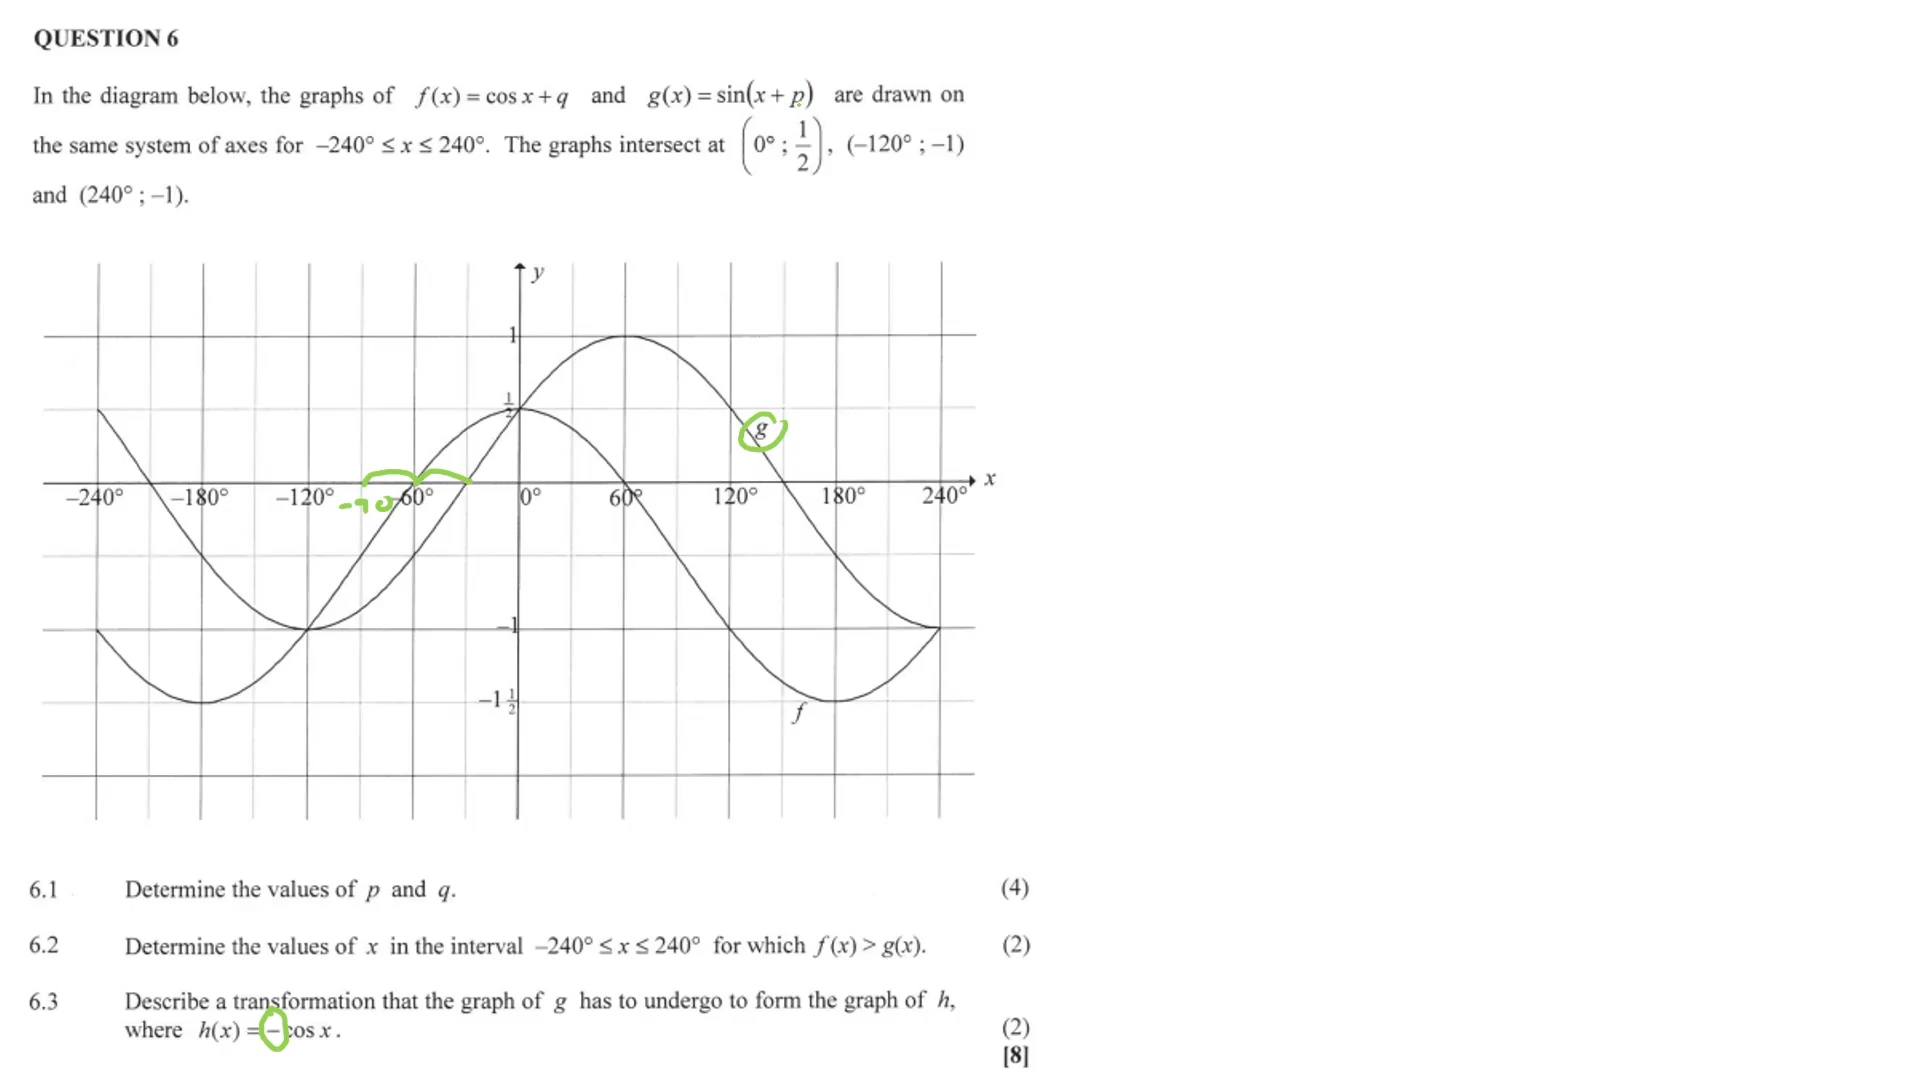 QUESTION 6
In the diagram below, the graphs of f(x) = cos x + q and g(x) = sin(x + p) are drawn on
the same system of axes for –240° ≤ x ≤ 240°. The graphs intersect at (0° ; 1/2), (–120° ; –1)
and (240° ; –1).
y
1
1/2
g
x
–240° –180° –120° –90 –60° 0° 60° 120° 180° 240°
–1
–1 1/2
f
6.1 Determine the values of p and q. (4)
6.2 Determine the values of x in the interval –240° ≤ x ≤ 240° for which f(x) > g(x). (2)
6.3 Describe a transformation that the graph of g has to undergo to form the graph of h,
where h(x) = –cos x. (2)
[8]